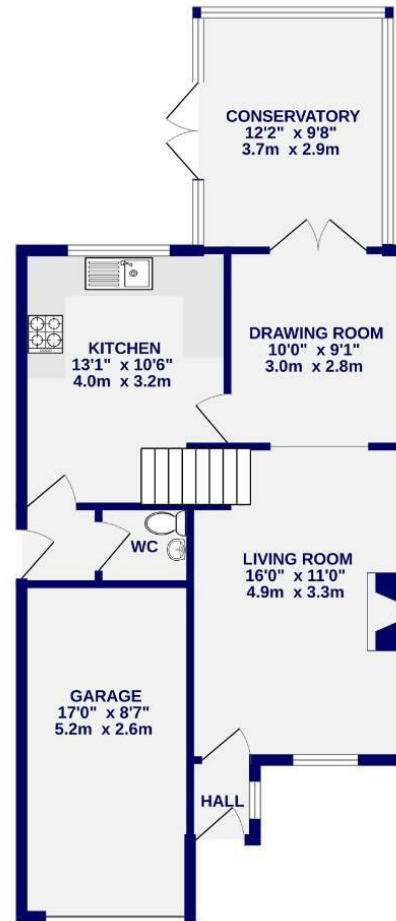 CONSERVATORY
12'2" x 9'8"
3.7m x 2.9m
KITCHEN
13'1" x 10'6"
4.0m x 3.2m
DRAWING ROOM
10'0" x 9'1"
3.0m x 2.8m
WC
LIVING ROOM
16'0" x 11'0"
4.9m x 3.3m
GARAGE
17'0" x 8'7"
5.2m x 2.6m
HALL